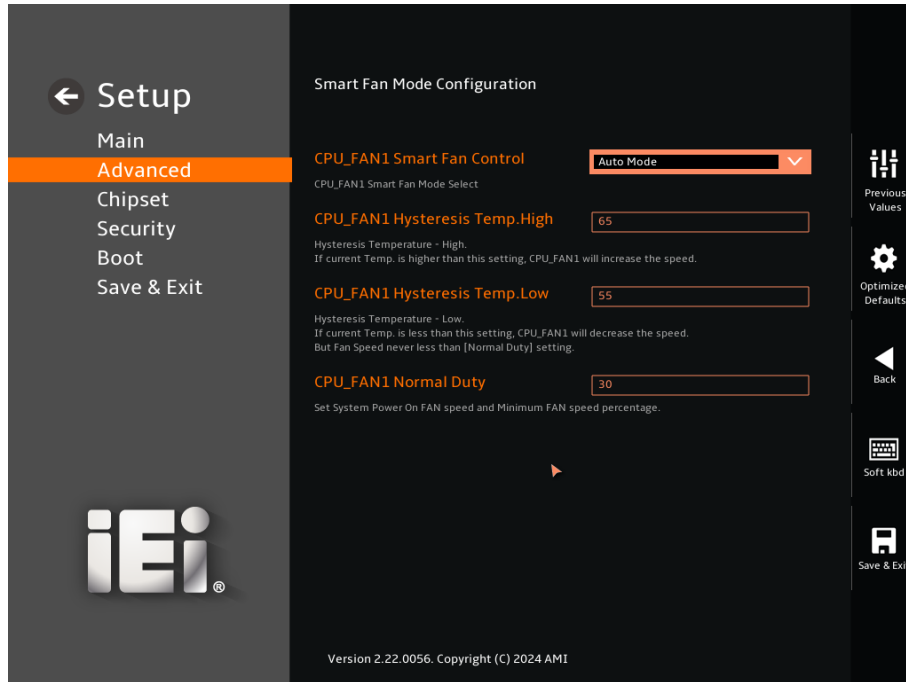 Setup
Main
Advanced
Chipset
Security
Boot
Save & Exit
iEi®
Smart Fan Mode Configuration
CPU_FAN1 Smart Fan Control
Auto Mode
CPU_FAN1 Smart Fan Mode Select
CPU_FAN1 Hysteresis Temp.High
65
Hysteresis Temperature - High.
If current Temp. is higher than this setting, CPU_FAN1 will increase the speed.
CPU_FAN1 Hysteresis Temp.Low
55
Hysteresis Temperature - Low.
If current Temp. is less than this setting, CPU_FAN1 will decrease the speed.
But Fan Speed never less than [Normal Duty] setting.
CPU_FAN1 Normal Duty
30
Set System Power On FAN speed and Minimum FAN speed percentage.
Version 2.22.0056. Copyright (C) 2024 AMI
Previous
Values
Optimized
Defaults
Back
Soft kbd
Save & Exi